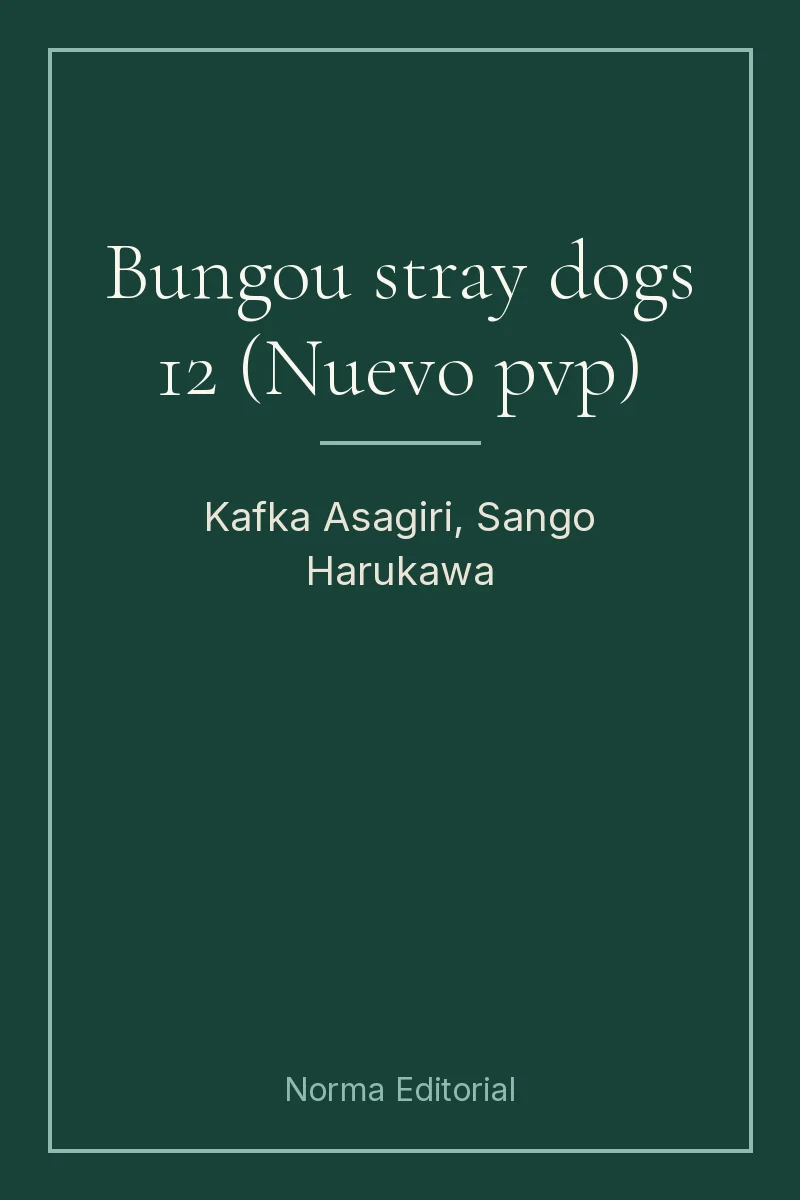 Bungou stray dogs
12 (Nuevo pvp)
Kafka Asagiri, Sango
Harukawa
Norma Editorial